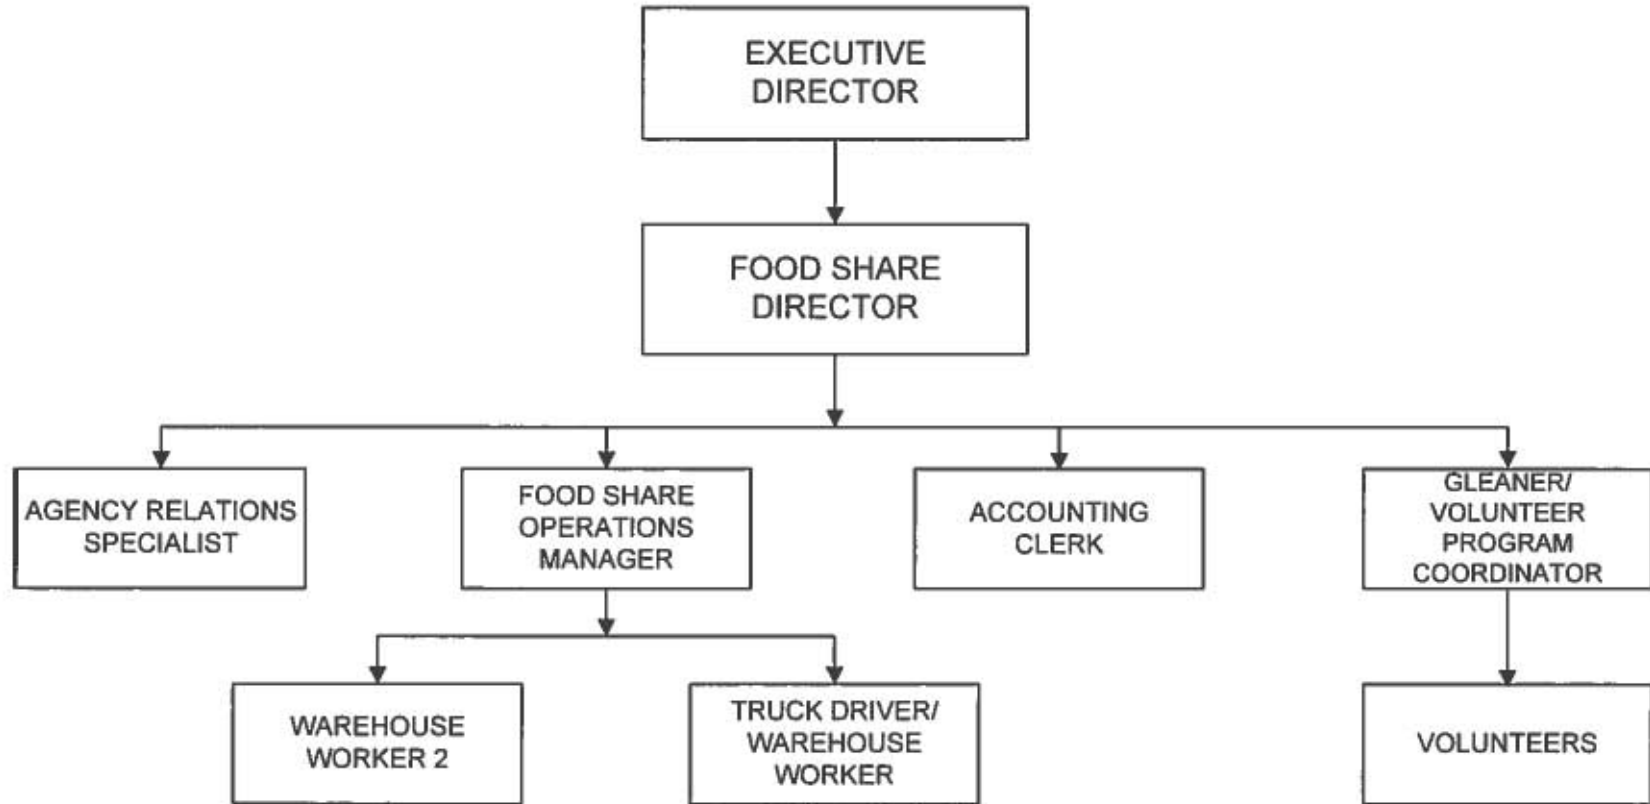 EXECUTIVE
DIRECTOR
FOOD SHARE
DIRECTOR
AGENCY RELATIONS
SPECIALIST
FOOD SHARE
OPERATIONS
MANAGER
ACCOUNTING
CLERK
GLEANER/
VOLUNTEER
PROGRAM
COORDINATOR
WAREHOUSE
WORKER 2
TRUCK DRIVER/
WAREHOUSE
WORKER
VOLUNTEERS